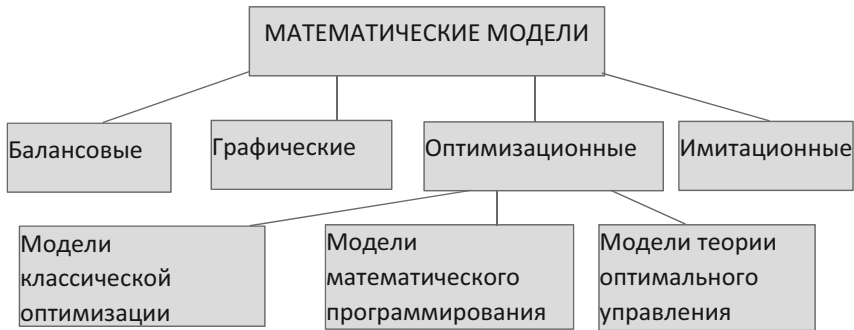 МАТЕМАТИЧЕСКИЕ МОДЕЛИ
Балансовые
Графические
Оптимизационные
Имитационные
Модели
классической
оптимизации
Модели
математического
программирования
Модели теории
оптимального
управления